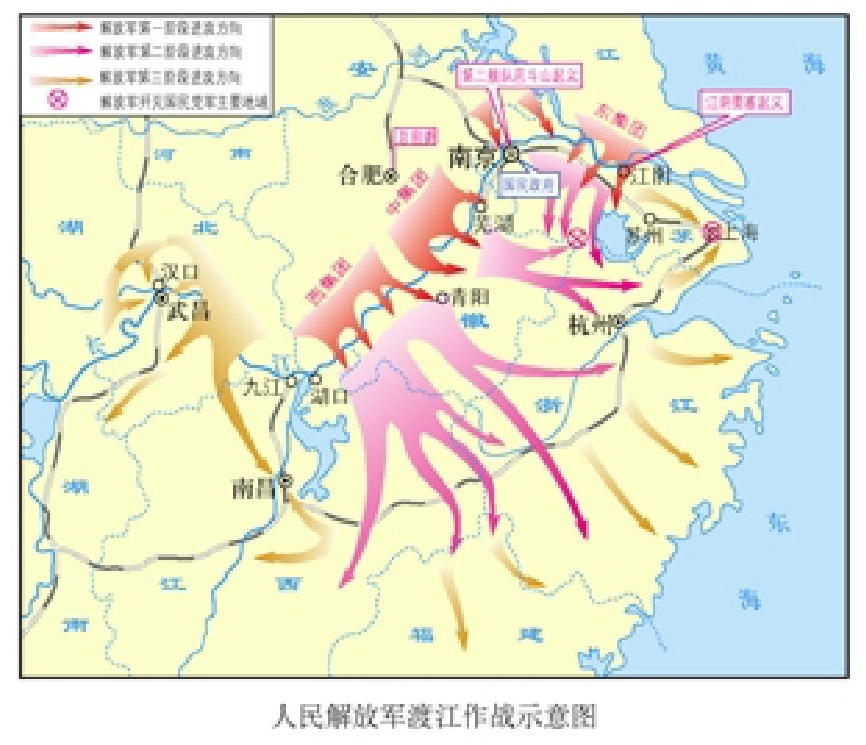 解放军第一阶段进攻方向
解放军第二阶段进攻方向
解放军第三阶段进攻方向
解放军歼灭国民党军主要地域
安
江
黄
海
第二舰队
起义
江阴要塞起义
东集团
河
南
合肥
南京
江阴
国民政府
中集团
湖
北
芜湖
苏州
苏
上海
汉口
武昌
西集团
青阳
徽
杭州
长
江
九江
湖口
浙
江
湖
南昌
东
海
江
西
南
福
建
人民解放军渡江作战示意图